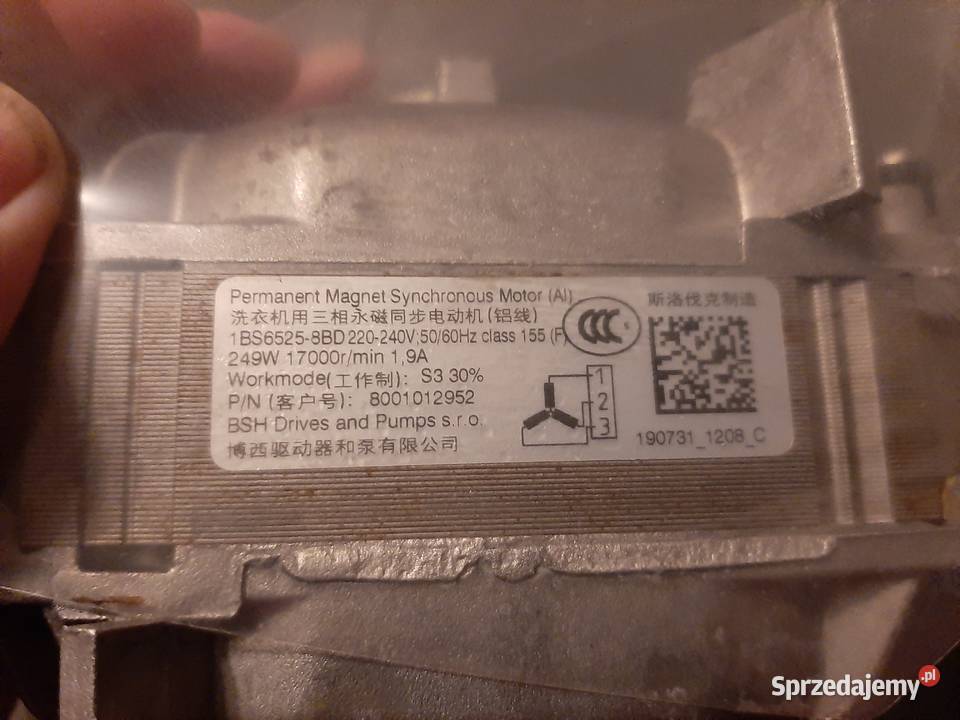 Permanent Magnet Synchronous Motor (Al)
洗衣机用三相永磁同步电动机(铝线)
1BS6525-8BD 220-240V;50/60Hz class 155 (F)
249W 17000r/min 1,9A
Workmode(工作制): S3 30%
P/N (客户号): 8001012952
BSH Drives and Pumps s.r.o.
博西驱动器和泵有限公司
CCC S
1
2
3
斯洛伐克制造
190731_1208_C
Sprzedajemy.pl